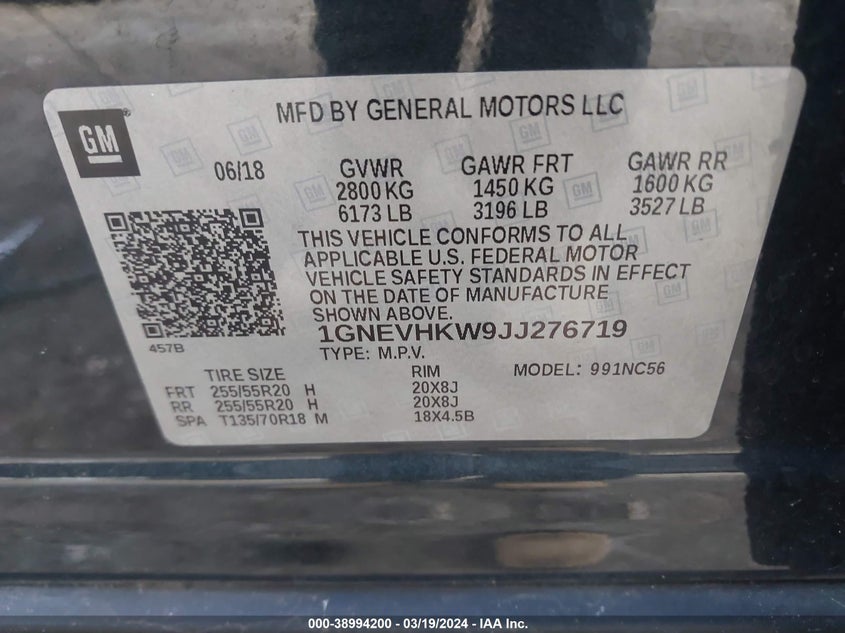 GM
MFD BY GENERAL MOTORS LLC
06/18 GVWR GAWR FRT GAWR RR
2800 KG 1450 KG 1600 KG
6173 LB 3196 LB 3527 LB
THIS VEHICLE CONFORMS TO ALL
APPLICABLE U.S. FEDERAL MOTOR
VEHICLE SAFETY STANDARDS IN EFFECT
ON THE DATE OF MANUFACTURE
SHOWN ABOVE.
457B
1GNEVHKW9JJ276719
TYPE: M.P.V.
TIRE SIZE RIM MODEL: 991NC56
FRT 255/55R20 H 20X8J
RR 255/55R20 H 20X8J
SPA T135/70R18 M 18X4.5B
000-38994200 - 03/19/2024 - IAA Inc.